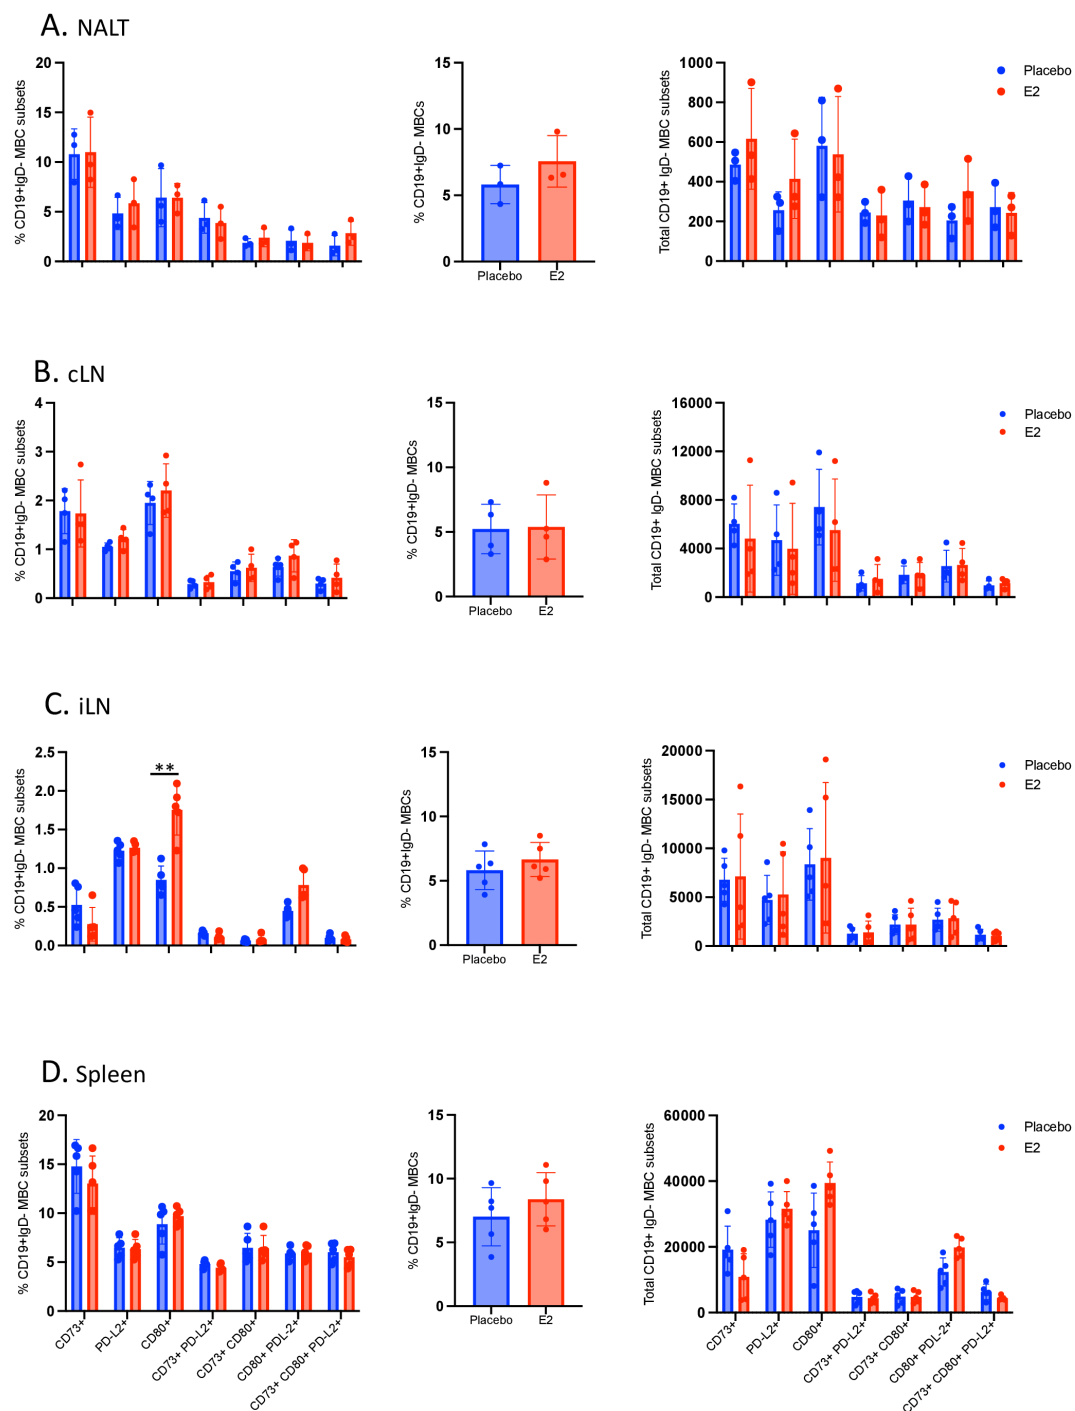 A. NALT
% CD19+IgD- MBC subsets
20
15
10
5
0
% CD19+IgD- MBCs
15
10
5
0
Placebo
E2
Total CD19+ IgD- MBC subsets
1000
800
600
400
200
0
Placebo
E2
B. cLN
% CD19+IgD- MBC subsets
4
3
2
1
0
% CD19+IgD- MBCs
15
10
5
0
Placebo
E2
Total CD19+ IgD- MBC subsets
16000
12000
8000
4000
0
Placebo
E2
C. iLN
% CD19+IgD- MBC subsets
2.5
2.0
1.5
1.0
0.5
0.0
**
% CD19+IgD- MBCs
15
10
5
0
Placebo
E2
Total CD19+ IgD- MBC subsets
20000
15000
10000
5000
0
Placebo
E2
D. Spleen
% CD19+IgD- MBC subsets
20
15
10
5
0
CD73+
PD-L2+
CD80+
CD73+ PD-L2+
CD73+ CD80+
CD80+ PDL-2+
CD73+ CD80+ PD-L2+
% CD19+IgD- MBCs
15
10
5
0
Placebo
E2
Total CD19+ IgD- MBC subsets
60000
40000
20000
0
Placebo
E2
CD73+
PD-L2+
CD80+
CD73+ PD-L2+
CD73+ CD80+
CD80+ PDL-2+
CD73+ CD80+ PD-L2+